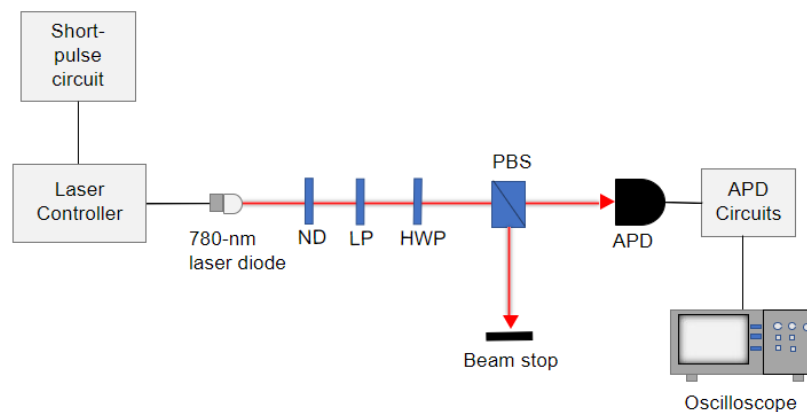 Short-
pulse
circuit
Laser
Controller
780-nm
laser diode
ND
LP
HWP
PBS
Beam stop
APD
APD
Circuits
Oscilloscope